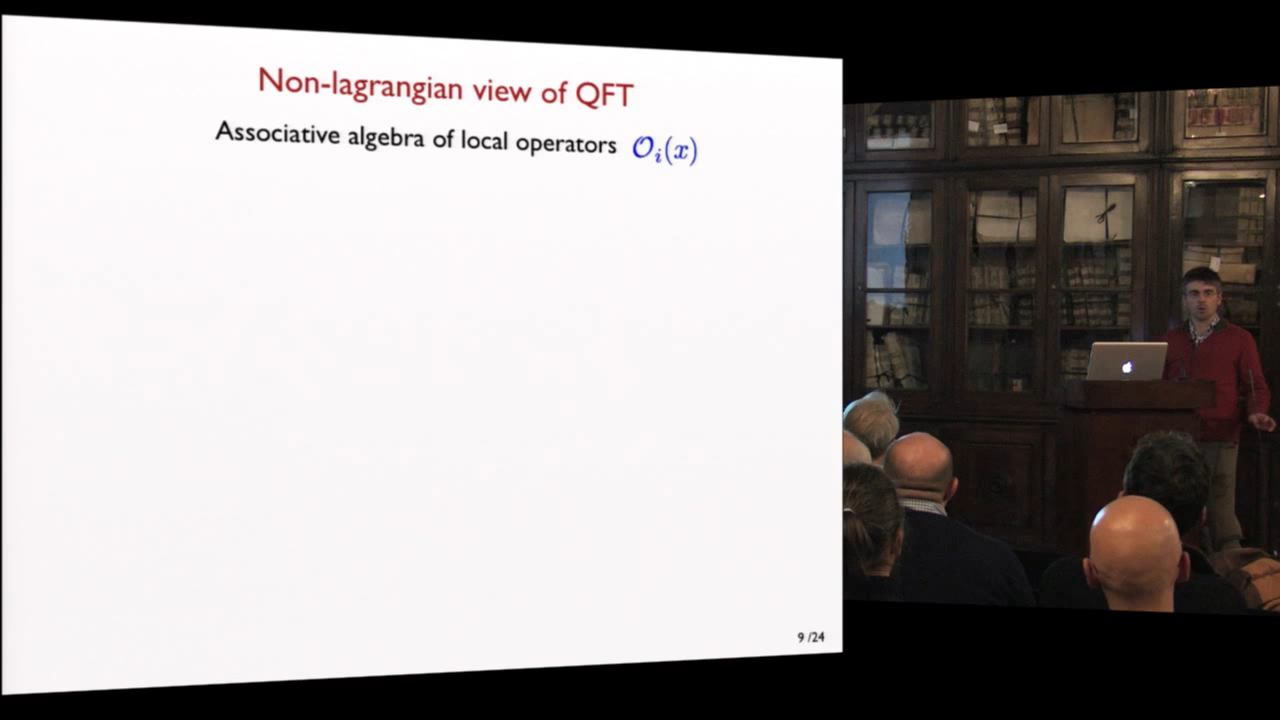 Non-lagrangian view of QFT
Associative algebra of local operators 𝒪ᵢ(x)
9 /24